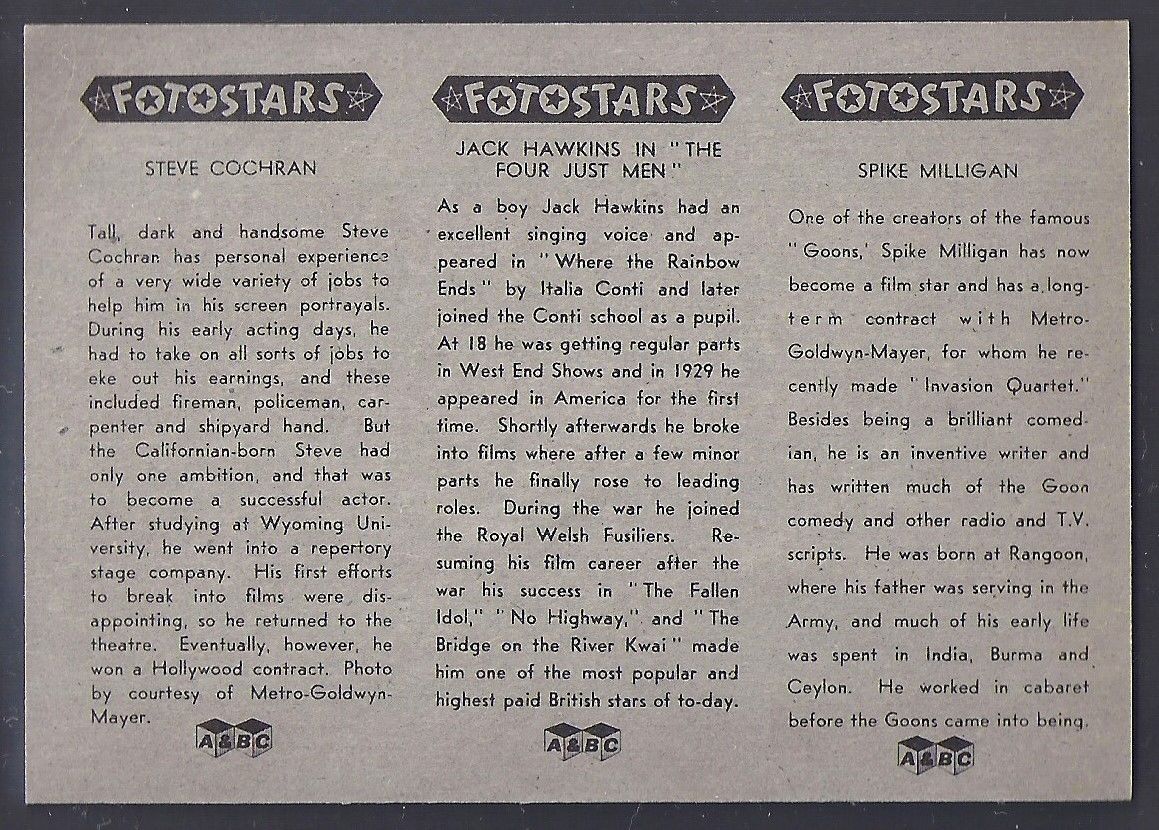 FOTOSTARS
STEVE COCHRAN
Tall, dark and handsome Steve
Cochran has personal experience
of a very wide variety of jobs to
help him in his screen portrayals.
During his early acting days, he
had to take on all sorts of jobs to
eke out his earnings, and these
included fireman, policeman, car-
penter and shipyard hand. But
the Californian-born Steve had
only one ambition, and that was
to become a successful actor.
After studying at Wyoming Uni-
versity, he went into a repertory
stage company. His first efforts
to break into films were dis-
appointing, so he returned to the
theatre. Eventually, however, he
won a Hollywood contract. Photo
by courtesy of Metro-Goldwyn-
Mayer.
A&BC
FOTOSTARS
JACK HAWKINS IN "THE
FOUR JUST MEN"
As a boy Jack Hawkins had an
excellent singing voice and ap-
peared in "Where the Rainbow
Ends" by Italia Conti and later
joined the Conti school as a pupil.
At 18 he was getting regular parts
in West End Shows and in 1929 he
appeared in America for the first
time. Shortly afterwards he broke
into films where after a few minor
parts he finally rose to leading
roles. During the war he joined
the Royal Welsh Fusiliers. Re-
suming his film career after the
war his success in "The Fallen
Idol," "No Highway," and "The
Bridge on the River Kwai" made
him one of the most popular and
highest paid British stars of to-day.
A&BC
FOTOSTARS
SPIKE MILLIGAN
One of the creators of the famous
"Goons,' Spike Milligan has now
become a film star and has a long-
term contract with Metro-
Goldwyn-Mayer, for whom he re-
cently made "Invasion Quartet."
Besides being a brilliant comed-
ian, he is an inventive writer and
has written much of the Goon
comedy and other radio and T.V.
scripts. He was born at Rangoon,
where his father was serving in the
Army, and much of his early life
was spent in India, Burma and
Ceylon. He worked in cabaret
before the Goons came into being.
A&BC